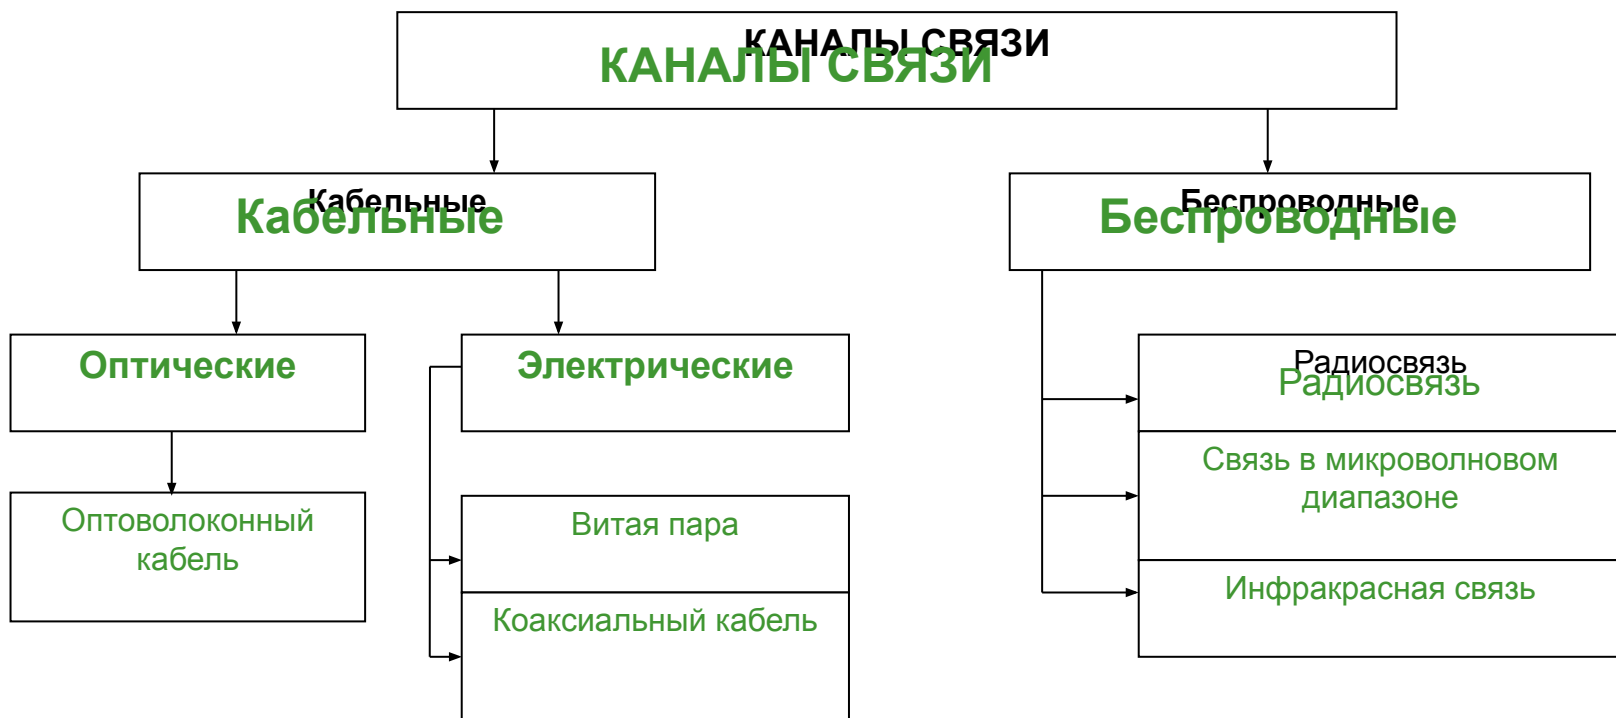 КАНАЛЫ СВЯЗИ
КАНАЛЫ СВЯЗИ
Кабельные
Кабельные
Беспроводные
Беспроводные
Оптические
Электрические
Радиосвязь
Радиосвязь
Связь в микроволновом
диапазоне
Оптоволоконный
кабель
Витая пара
Инфракрасная связь
Коаксиальный кабель